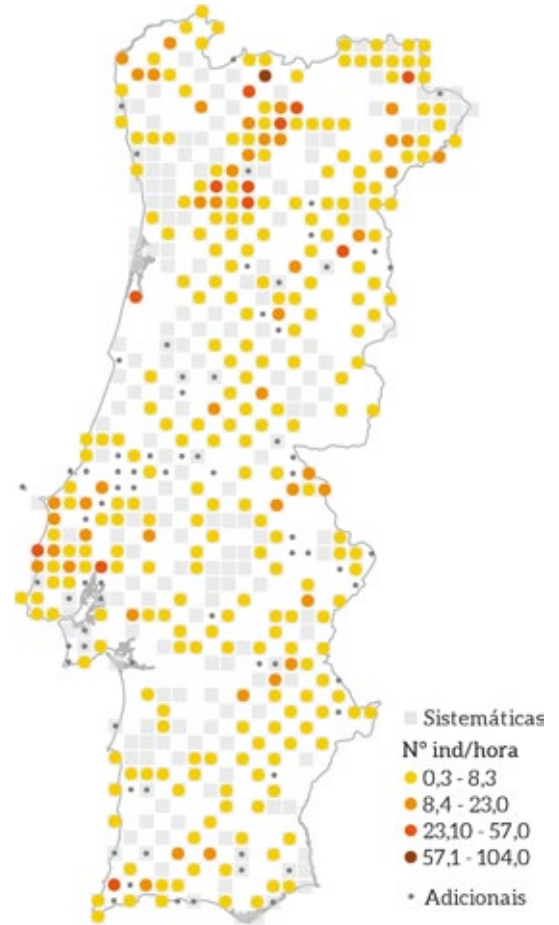 Sistemáticas
N° ind/hora
0,3 - 8,3
8,4 - 23,0
23,10 - 57,0
57,1 - 104,0
Adicionais